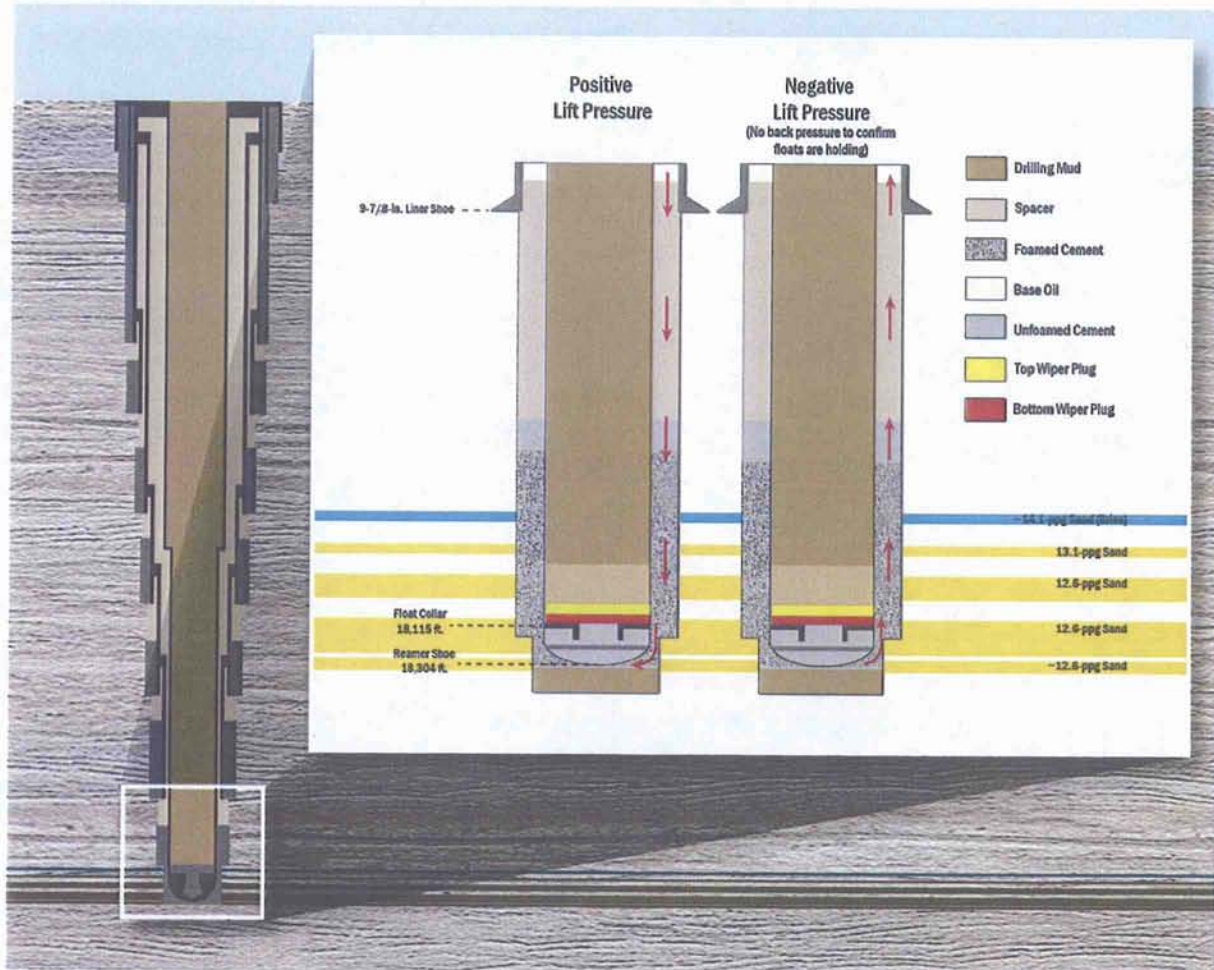 Positive
Lift Pressure
Negative
Lift Pressure
(No back pressure to confirm
floats are holding)
9-7/8-in. Liner Shoe
Drilling Mud
Spacer
Foamed Cement
Base Oil
Unfoamed Cement
Top Wiper Plug
Bottom Wiper Plug
13.1-ppg Sand
12.6-ppg Sand
Float Collar
18,115 ft.
12.6-ppg Sand
Reamer Shoe
18,304 ft.
~12.6-ppg Sand